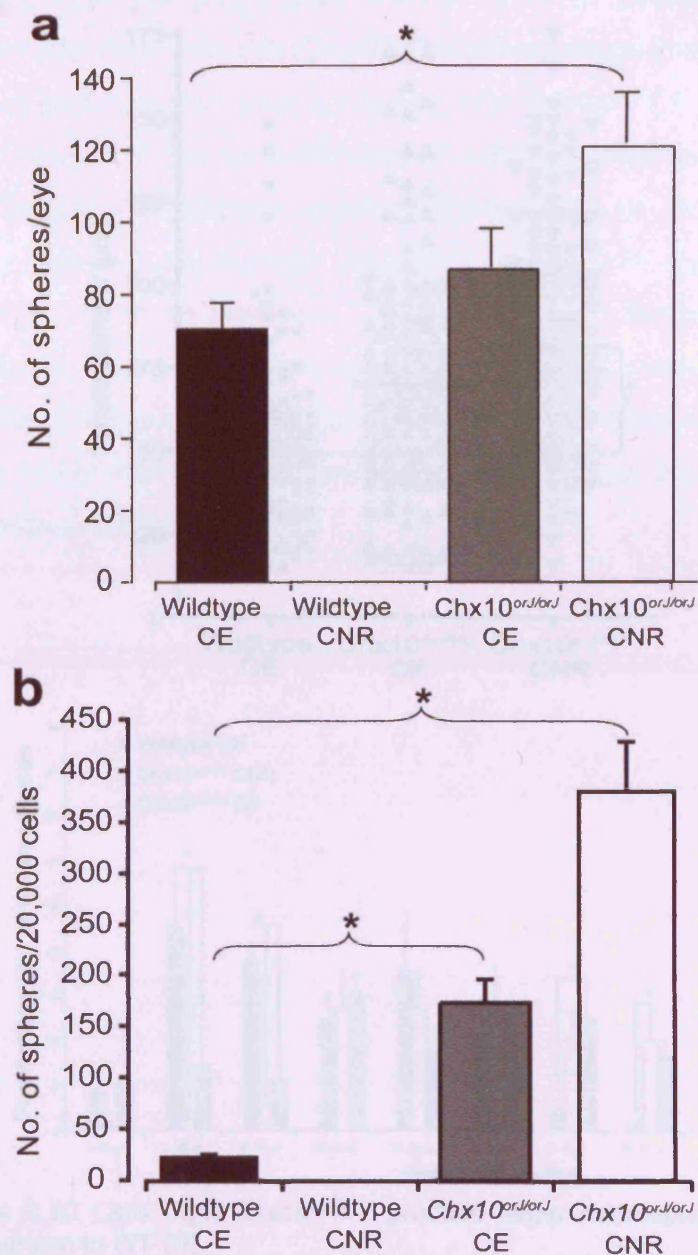 a
*
No. of spheres/eye
140
120
100
80
60
40
20
0
Wildtype CE
Wildtype CNR
Chx10orJ/orJ CE
Chx10orJ/orJ CNR
b
*
*
No. of spheres/20,000 cells
450
400
350
300
250
200
150
100
50
0
Wildtype CE
Wildtype CNR
Chx10orJ/orJ CE
Chx10orJ/orJ CNR